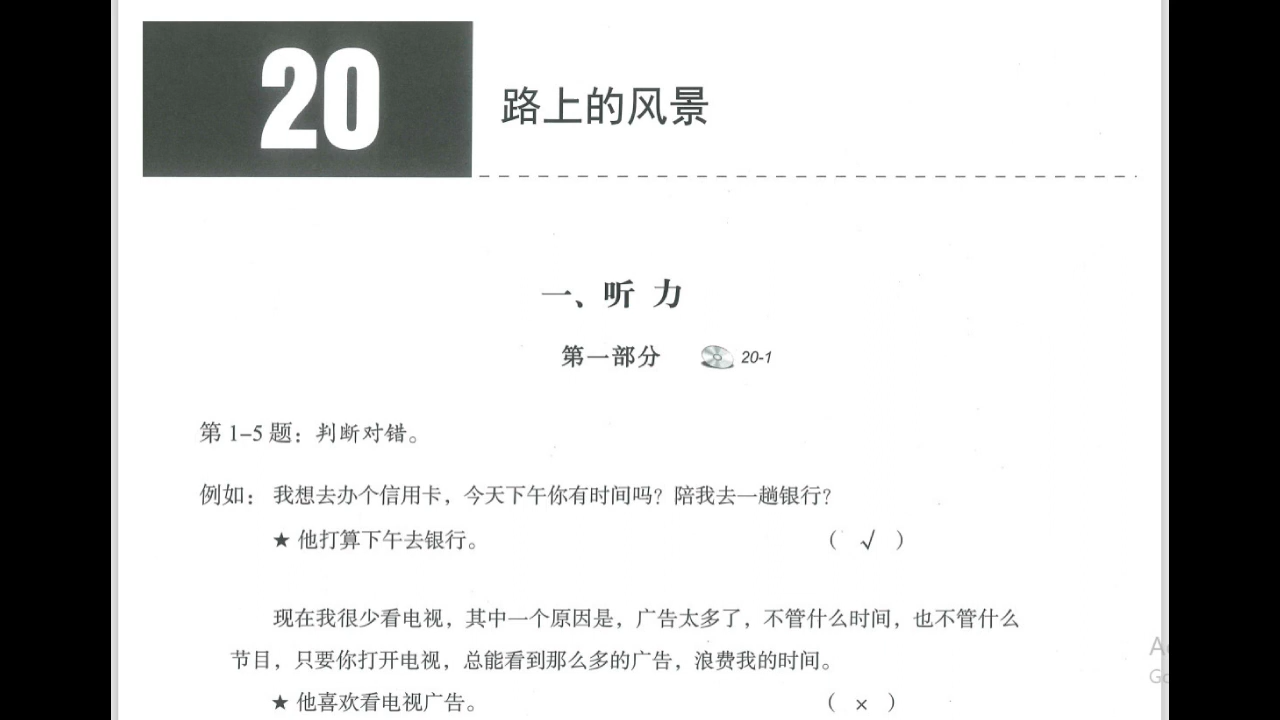 20
路上的风景
一、听 力
第一部分 20-1
第 1–5 题：判断对错。
例如： 我想去办个信用卡，今天下午你有时间吗？陪我去一趟银行？
★ 他打算下午去银行。 （ √ ）
现在我很少看电视，其中一个原因是，广告太多了，不管什么时间，也不管什么
节目，只要你打开电视，总能看到那么多的广告，浪费我的时间。
★ 他喜欢看电视广告。 （ × ）